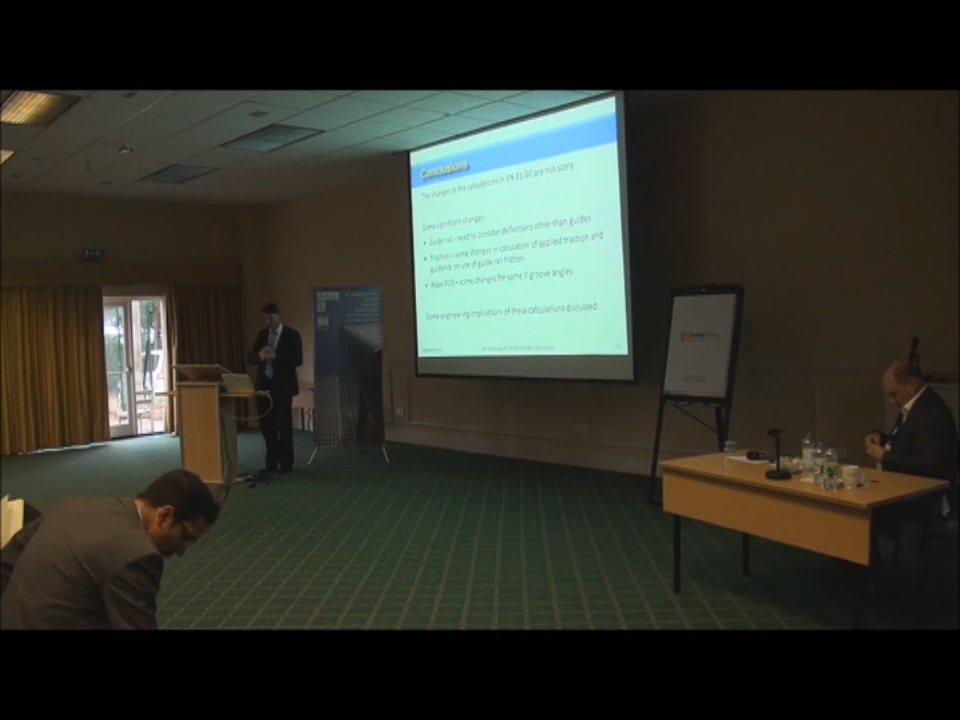 Conclusions
The changes in the calculations in EN 81-50 are not scary
Some significant changes:
• Guide rail – need to consider deflections other than guides
• Traction – some changes in calculation of applied traction and
guidance on use of guide rail friction
• Rope FOS – some changes for some V groove angles
Some engineering implications of these calculations discussed